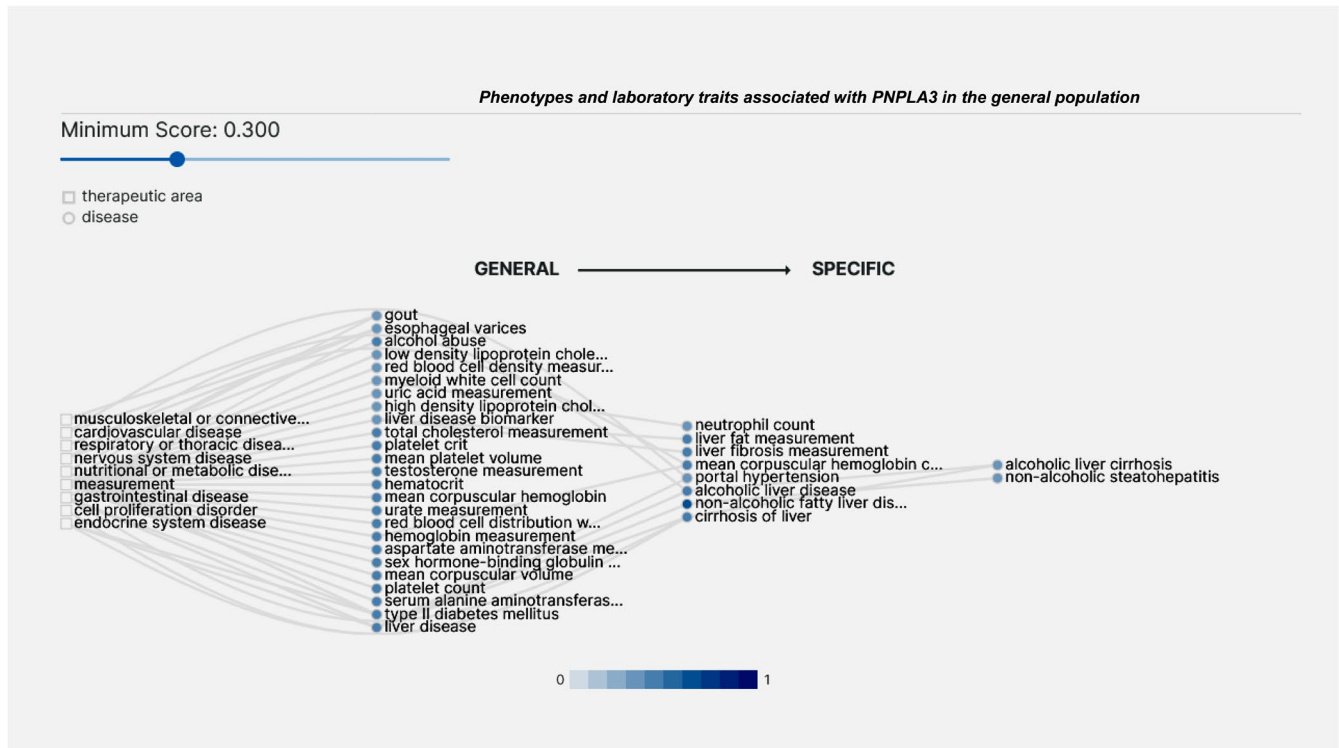 Phenotypes and laboratory traits associated with PNPLA3 in the general population
Minimum Score: 0.300
therapeutic area
disease
GENERAL
SPECIFIC
musculoskeletal or connective...
cardiovascular disease
respiratory or thoracic disea...
nervous system disease
nutritional or metabolic dise...
measurement
gastrointestinal disease
cell proliferation disorder
endocrine system disease
gout
esophageal varices
alcohol abuse
low density lipoprotein chole...
red blood cell density measur...
myeloid white cell count
uric acid measurement
high density lipoprotein chol...
liver disease biomarker
total cholesterol measurement
platelet crit
mean platelet volume
testosterone measurement
hematocrit
mean corpuscular hemoglobin
urate measurement
red blood cell distribution w...
hemoglobin measurement
aspartate aminotransferase me...
sex hormone-binding globulin ...
mean corpuscular volume
platelet count
serum alanine aminotransferas...
type II diabetes mellitus
liver disease
neutrophil count
liver fat measurement
liver fibrosis measurement
mean corpuscular hemoglobin c...
portal hypertension
alcoholic liver disease
non-alcoholic fatty liver dis...
cirrhosis of liver
alcoholic liver cirrhosis
non-alcoholic steatohepatitis
0
1